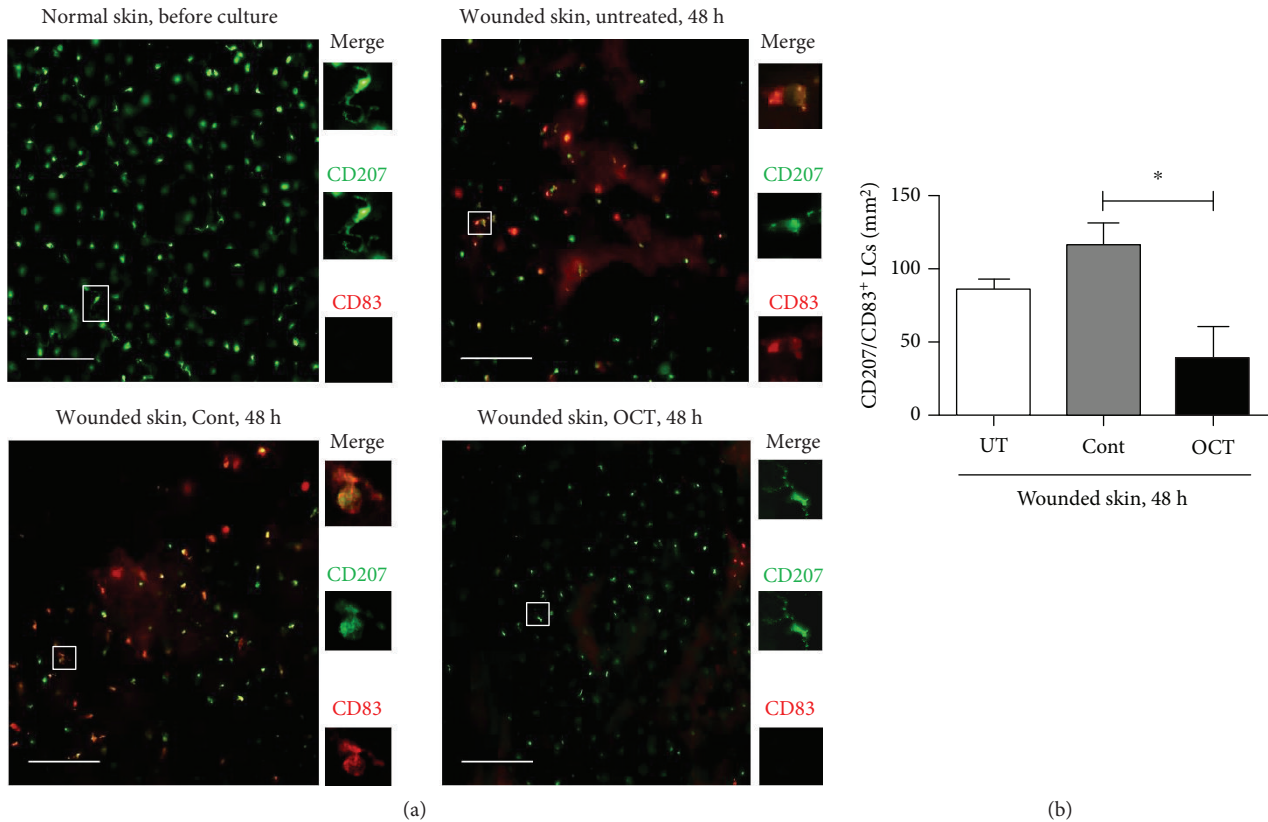 Normal skin, before culture
Merge
CD207
CD83
Wounded skin, untreated, 48 h
Merge
CD207
CD83
Wounded skin, Cont, 48 h
Merge
CD207
CD83
Wounded skin, OCT, 48 h
Merge
CD207
CD83
(a)
CD207/CD83⁺ LCs (mm²)
150
100
50
0
*
UT Cont OCT
Wounded skin, 48 h
(b)